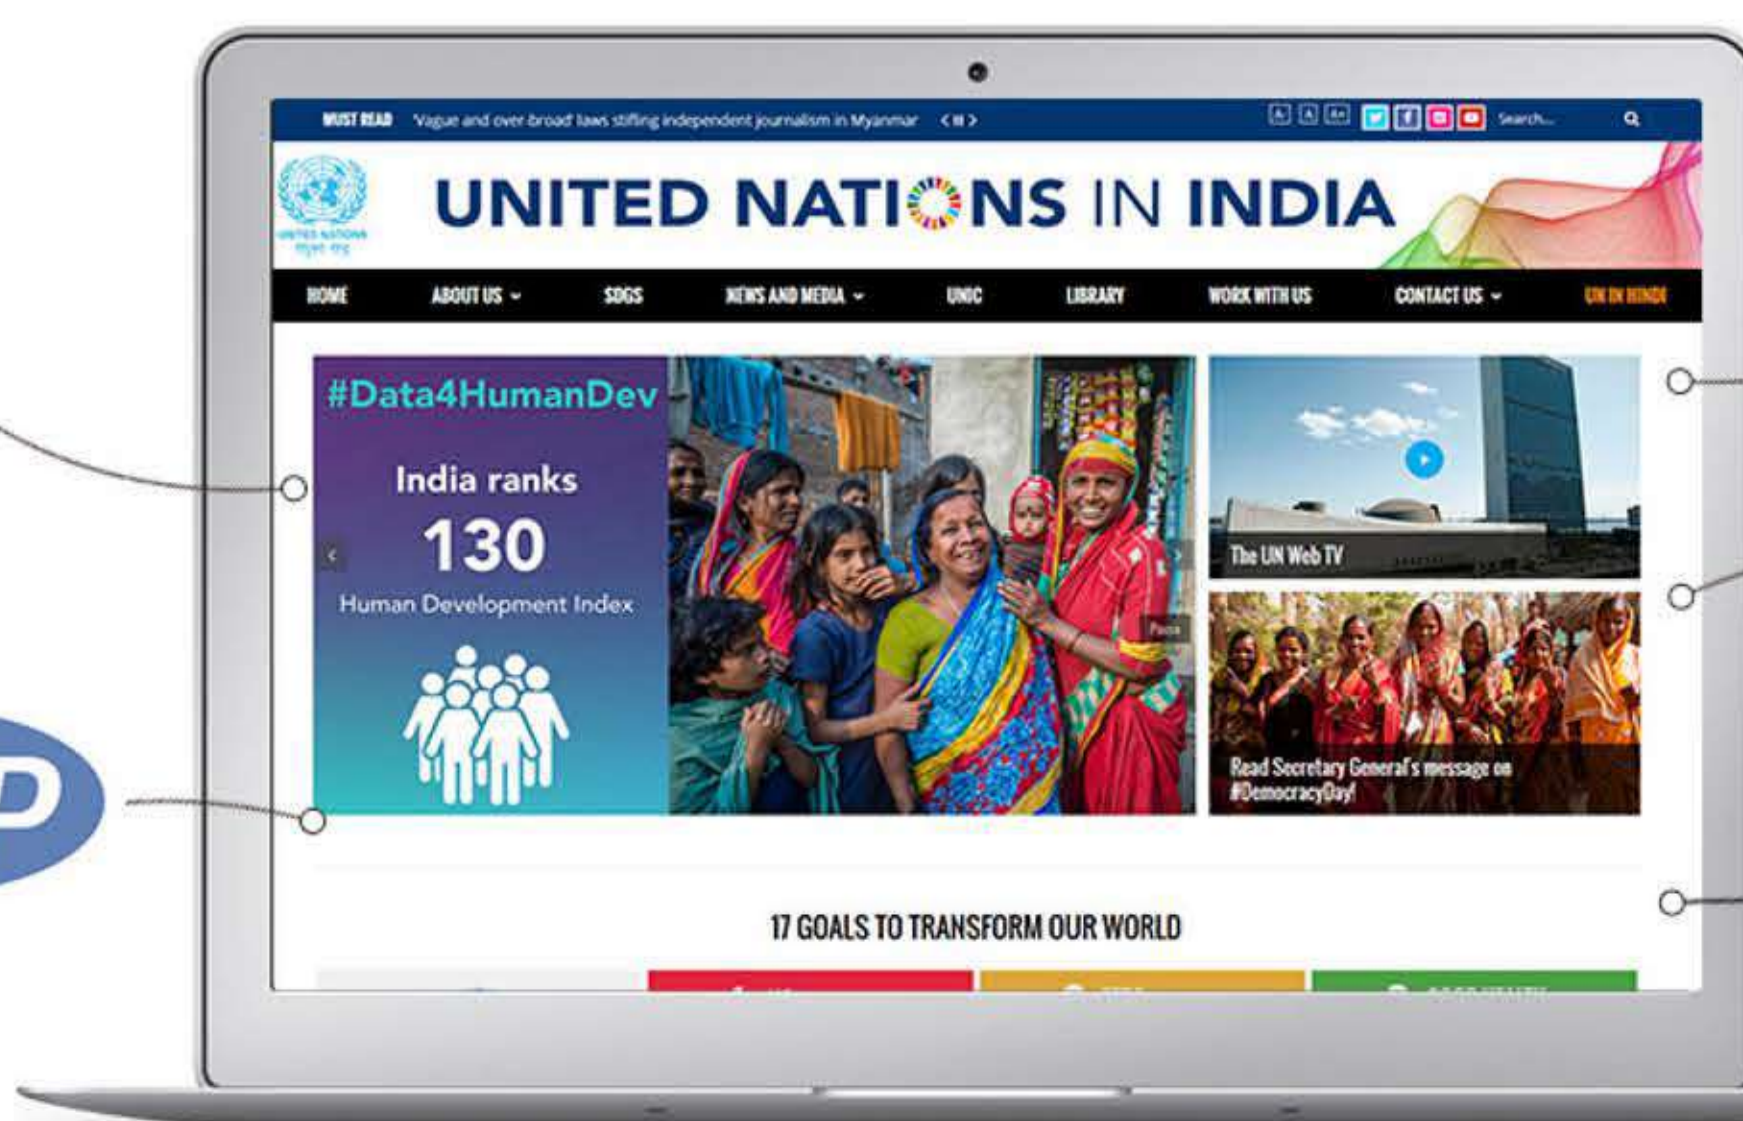 MUST READ 'Vague and over-broad' laws stifling independent journalism in Myanmar
A- A A+ Search...
UNITED NATIONS IN INDIA
UNITED NATIONS
HOME ABOUT US SDGS NEWS AND MEDIA UNIC LIBRARY WORK WITH US CONTACT US UN IN HINDI
#Data4HumanDev
India ranks
130
Human Development Index
Pause
The UN Web TV
Read Secretary General's message on
#DemocracyDay!
17 GOALS TO TRANSFORM OUR WORLD